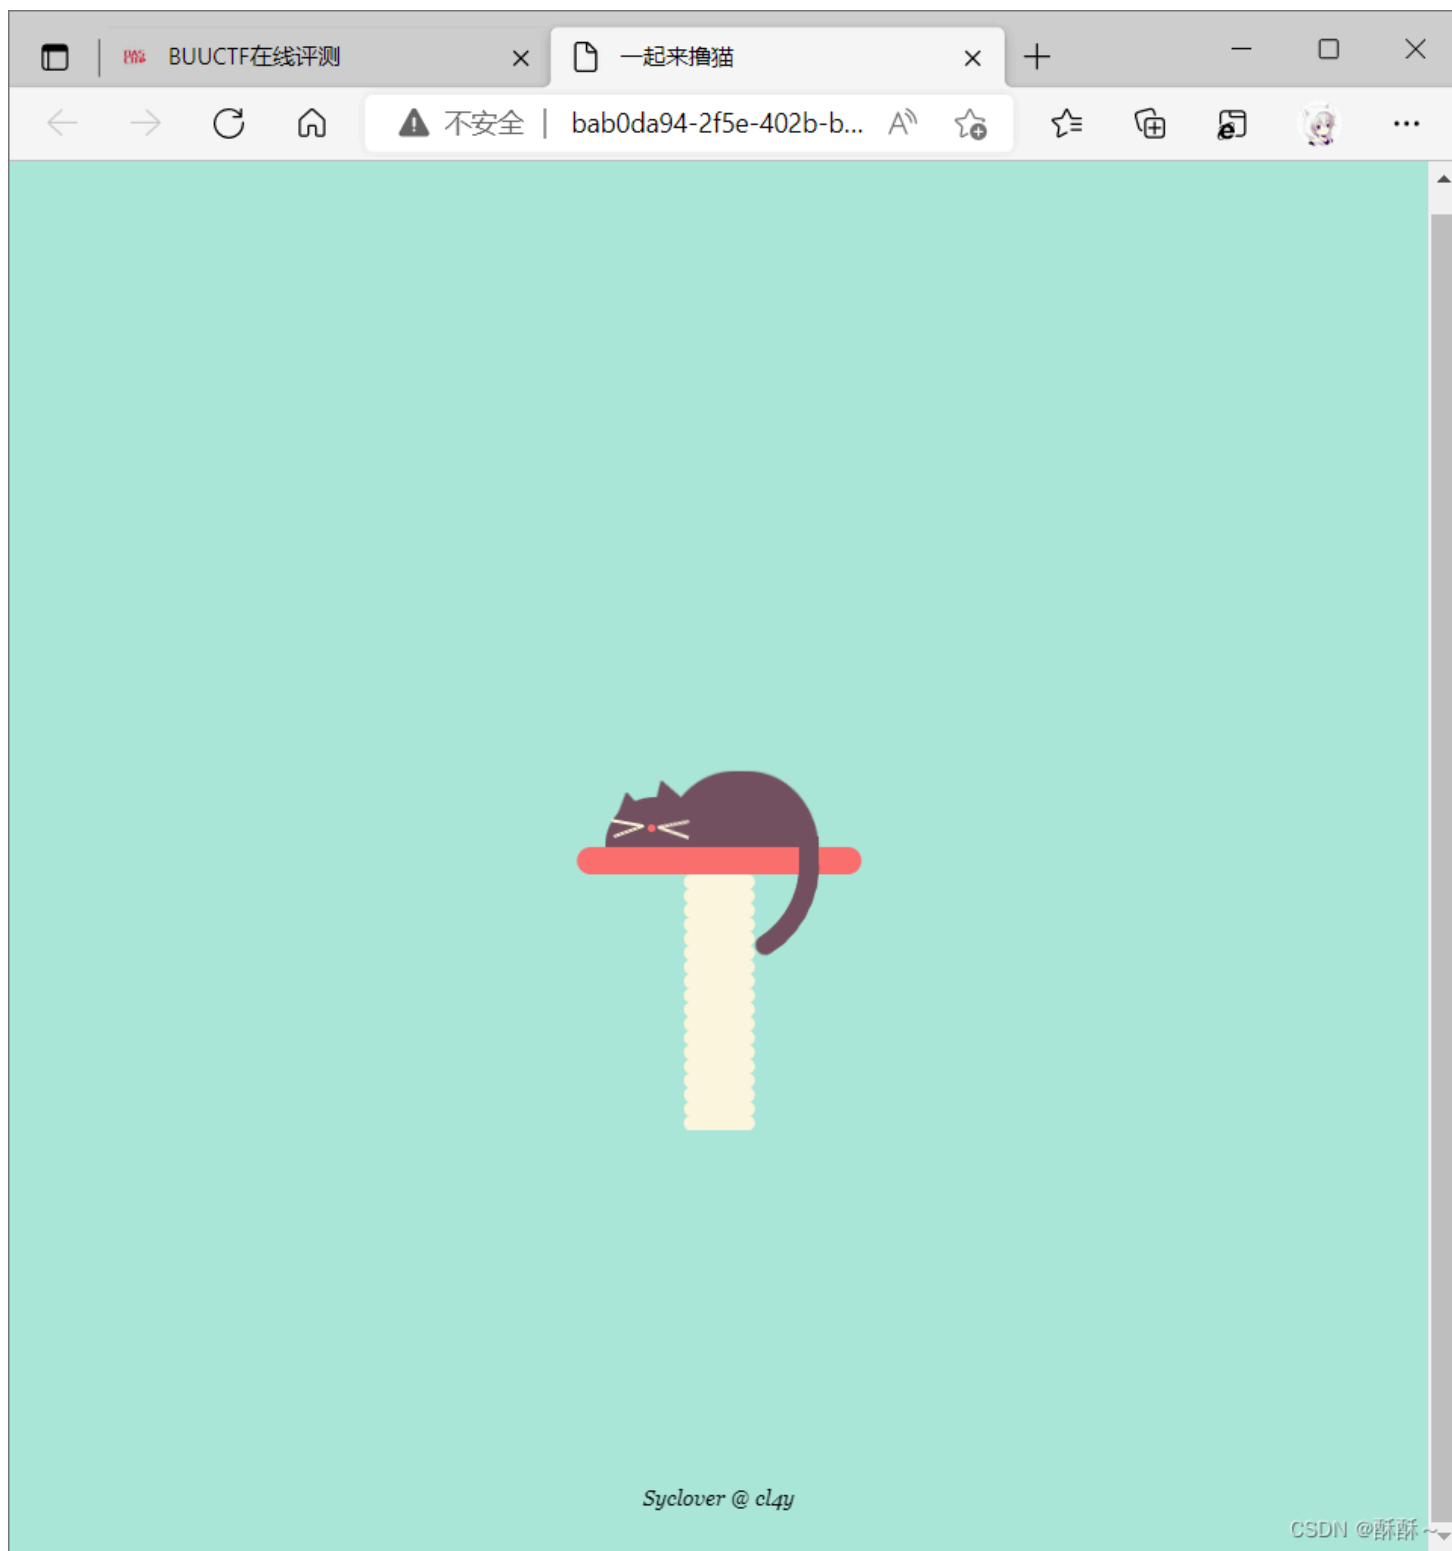 BUUCTF在线评测
一起来撸猫
不安全 | bab0da94-2f5e-402b-b...
Syclover @ cl4y
CSDN @酥酥~